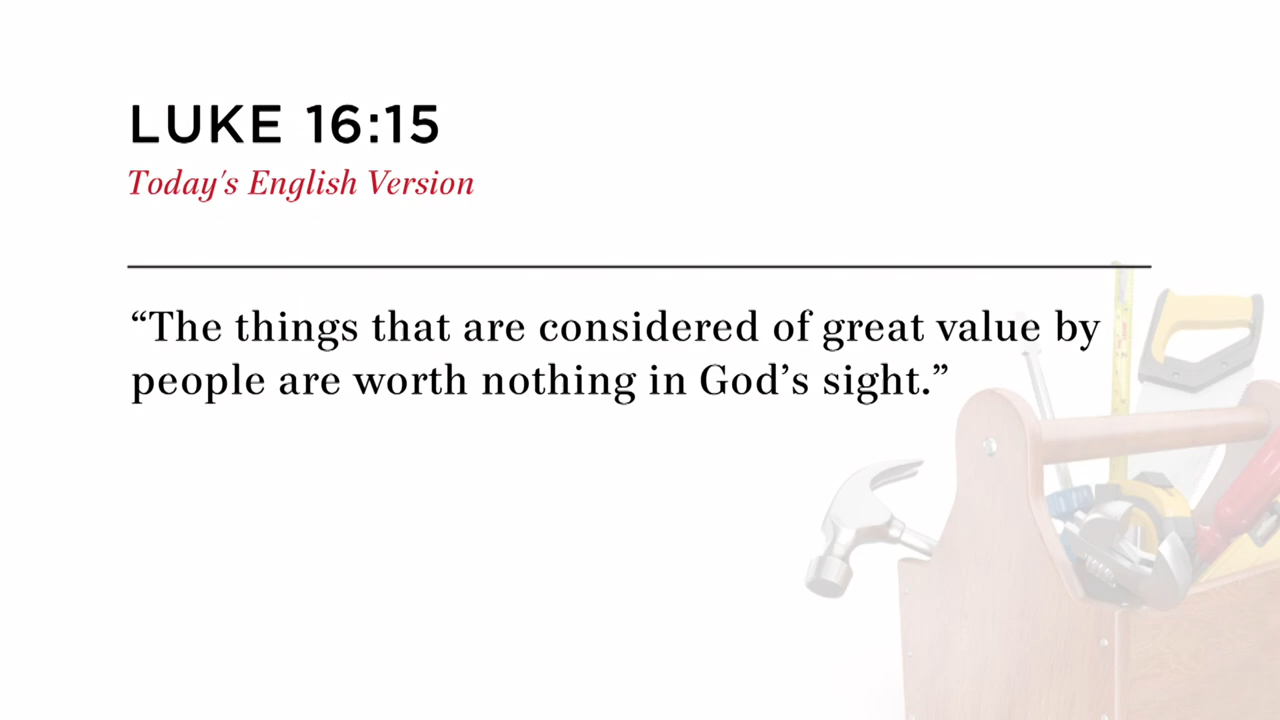 LUKE 16:15
Today's English Version
“The things that are considered of great value by
people are worth nothing in God’s sight.”